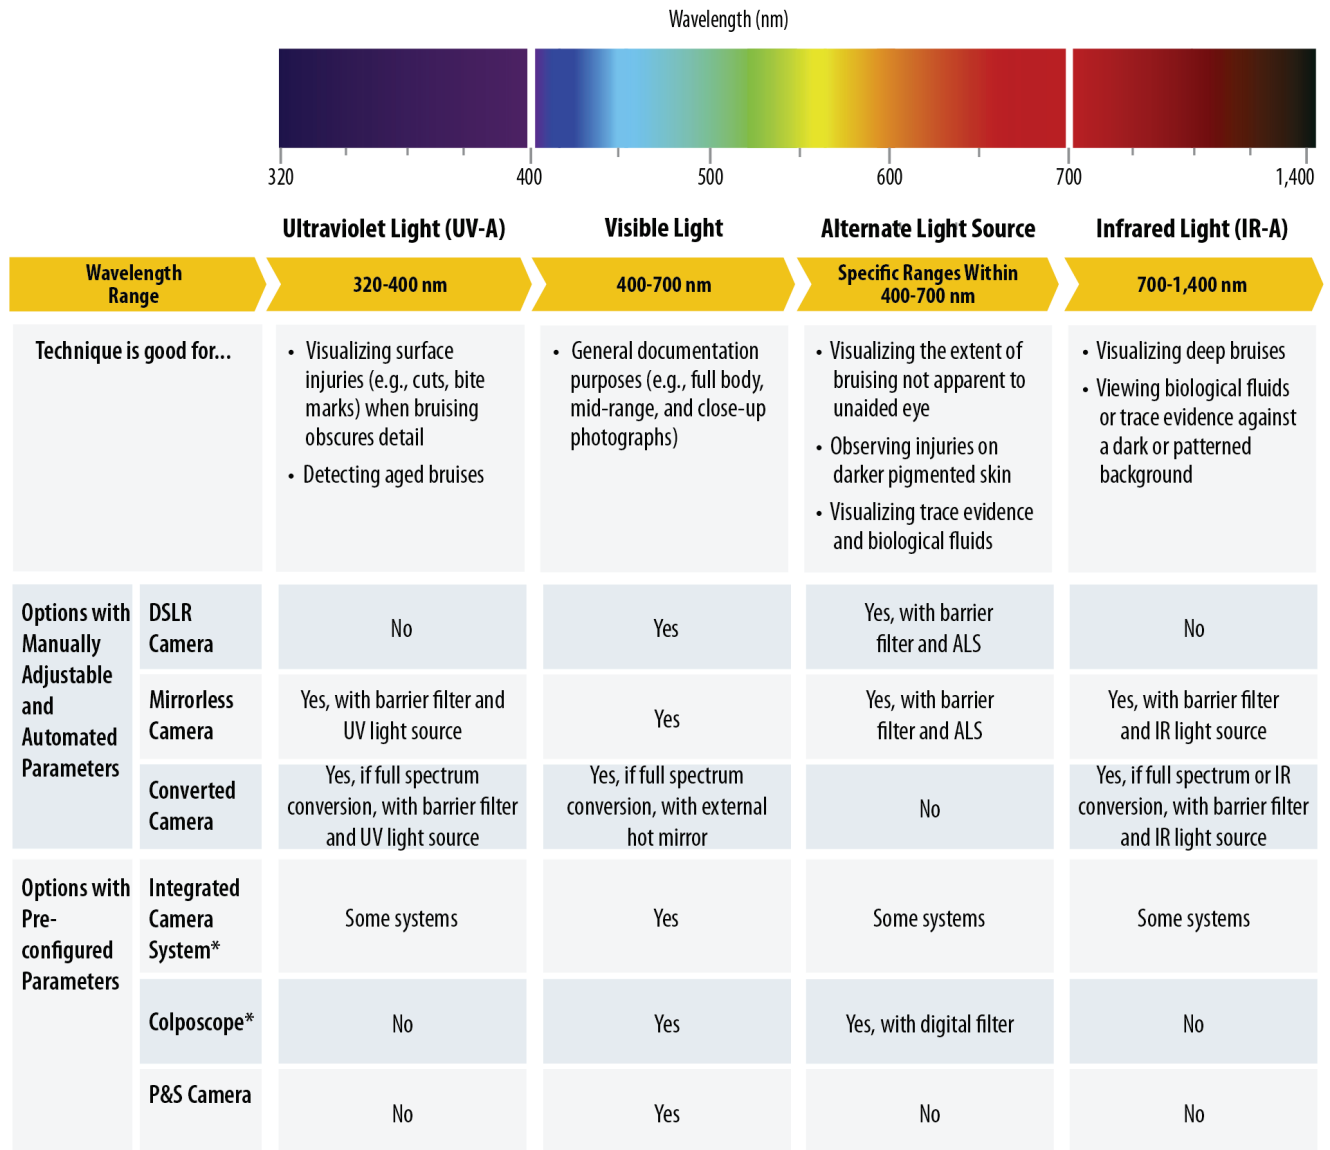 Wavelength (nm)
320
400
500
600
700
1,400
Ultraviolet Light (UV-A)
Visible Light
Alternate Light Source
Infrared Light (IR-A)
Wavelength
Range
320-400 nm
400-700 nm
Specific Ranges Within
400-700 nm
700-1,400 nm
Technique is good for...
• Visualizing surface
injuries (e.g., cuts, bite
marks) when bruising
obscures detail
• Detecting aged bruises
• General documentation
purposes (e.g., full body,
mid-range, and close-up
photographs)
• Visualizing the extent of
bruising not apparent to
unaided eye
• Observing injuries on
darker pigmented skin
• Visualizing trace evidence
and biological fluids
• Visualizing deep bruises
• Viewing biological fluids
or trace evidence against
a dark or patterned
background
Options with
Manually
Adjustable
and
Automated
Parameters
DSLR
Camera
No
Yes
Yes, with barrier
filter and ALS
No
Mirrorless
Camera
Yes, with barrier filter and
UV light source
Yes
Yes, with barrier
filter and ALS
Yes, with barrier filter
and IR light source
Converted
Camera
Yes, if full spectrum
conversion, with barrier filter
and UV light source
Yes, if full spectrum
conversion, with external
hot mirror
No
Yes, if full spectrum or IR
conversion, with barrier filter
and IR light source
Options with
Pre-
configured
Parameters
Integrated
Camera
System*
Some systems
Yes
Some systems
Some systems
Colposcope*
No
Yes
Yes, with digital filter
No
P&S Camera
No
Yes
No
No